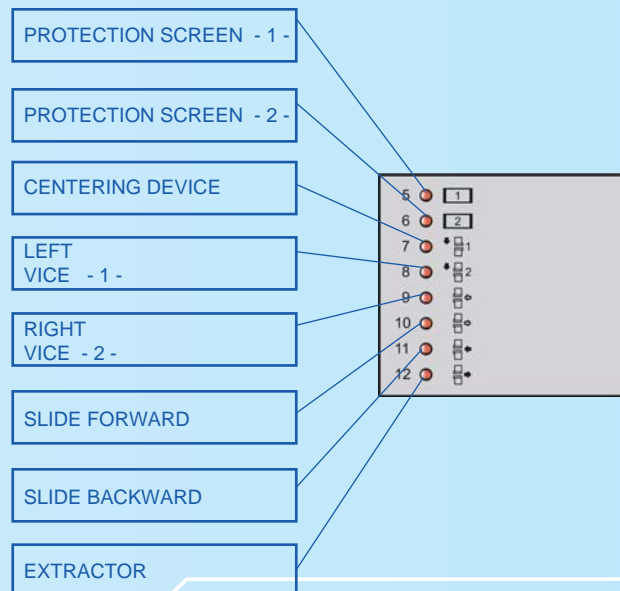 PROTECTION SCREEN - 1 -
PROTECTION SCREEN - 2 -
CENTERING DEVICE
LEFT
VICE - 1 -
RIGHT
VICE - 2 -
SLIDE FORWARD
SLIDE BACKWARD
EXTRACTOR
5 1
6 2
7 1
8 2
9
10
11
12